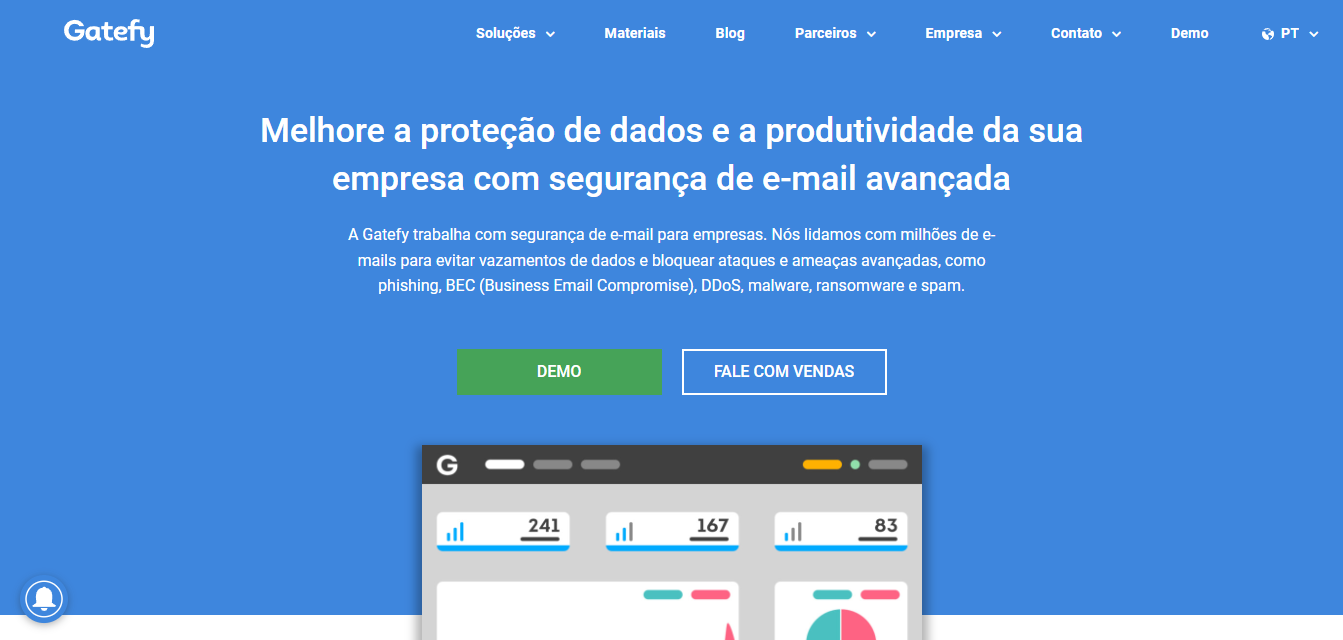 Gatefy
Soluções
Materiais
Blog
Parceiros
Empresa
Contato
Demo
PT
Melhore a proteção de dados e a produtividade da sua
empresa com segurança de e-mail avançada
A Gatefy trabalha com segurança de e-mail para empresas. Nós lidamos com milhões de e-
mails para evitar vazamentos de dados e bloquear ataques e ameaças avançadas, como
phishing, BEC (Business Email Compromise), DDoS, malware, ransomware e spam.
DEMO
FALE COM VENDAS
G
241
167
83